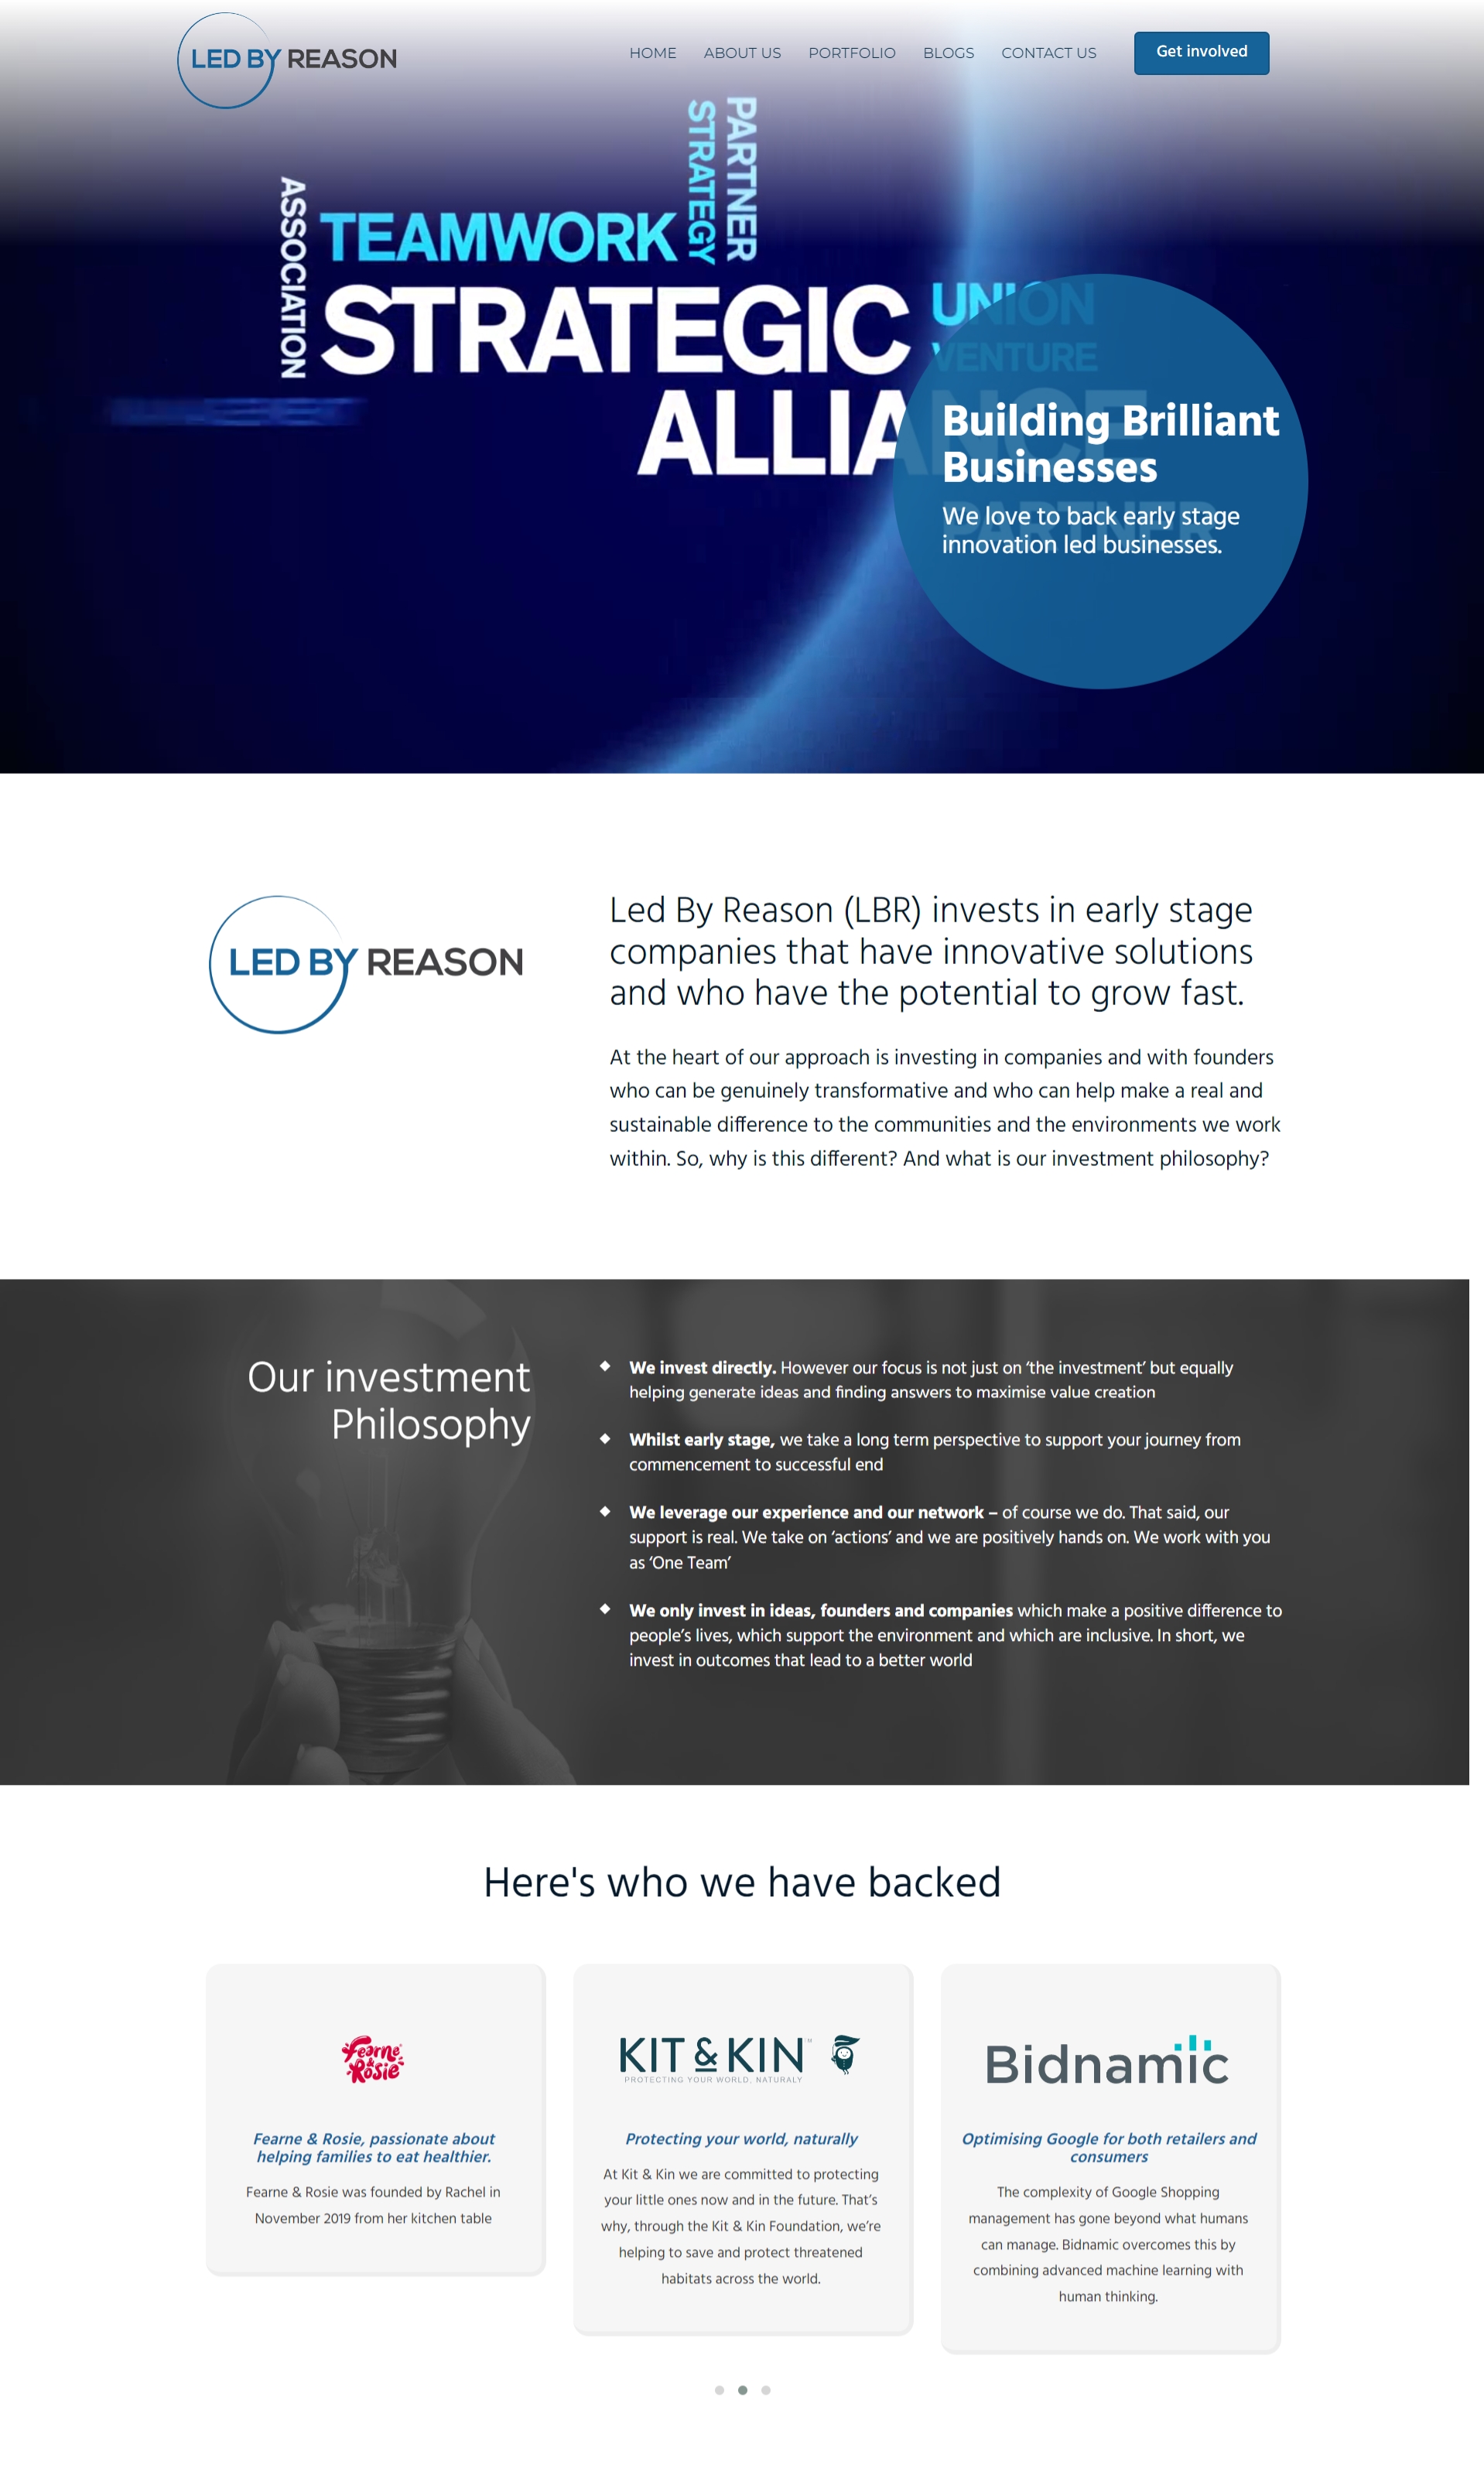 LED BY REASON
HOME ABOUT US PORTFOLIO BLOGS CONTACT US Get involved
ASSOCIATION
TEAMWORK
STRATEGY
PARTNER
STRATEGIC
UNION
VENTURE
ALLIANCE
PARTNER
Building Brilliant
Businesses
We love to back early stage
innovation led businesses.
LED BY REASON
Led By Reason (LBR) invests in early stage
companies that have innovative solutions
and who have the potential to grow fast.
At the heart of our approach is investing in companies and with founders
who can be genuinely transformative and who can help make a real and
sustainable difference to the communities and the environments we work
within. So, why is this different? And what is our investment philosophy?
Our investment
Philosophy
We invest directly. However our focus is not just on ‘the investment’ but equally
helping generate ideas and finding answers to maximise value creation
Whilst early stage, we take a long term perspective to support your journey from
commencement to successful end
We leverage our experience and our network – of course we do. That said, our
support is real. We take on ‘actions’ and we are positively hands on. We work with you
as ‘One Team’
We only invest in ideas, founders and companies which make a positive difference to
people’s lives, which support the environment and which are inclusive. In short, we
invest in outcomes that lead to a better world
Here's who we have backed
Fearne
& Rosie
Fearne & Rosie, passionate about
helping families to eat healthier.
Fearne & Rosie was founded by Rachel in
November 2019 from her kitchen table
KIT & KIN™
PROTECTING YOUR WORLD, NATURALY
Protecting your world, naturally
At Kit & Kin we are committed to protecting
your little ones now and in the future. That’s
why, through the Kit & Kin Foundation, we’re
helping to save and protect threatened
habitats across the world.
Bidnamic
Optimising Google for both retailers and
consumers
The complexity of Google Shopping
management has gone beyond what humans
can manage. Bidnamic overcomes this by
combining advanced machine learning with
human thinking.